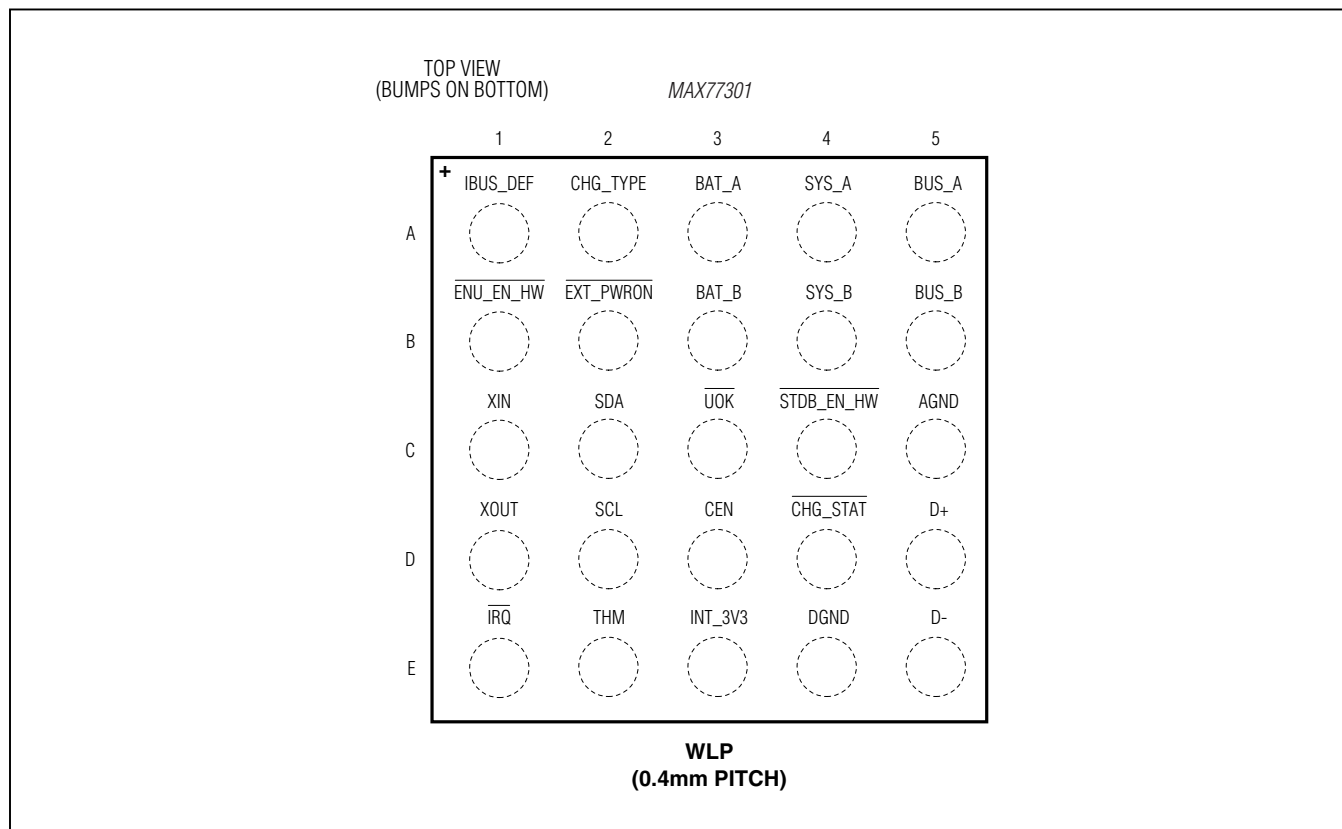 TOP VIEW
(BUMPS ON BOTTOM)
MAX77301
1 2 3 4 5
+
IBUS_DEF CHG_TYPE BAT_A SYS_A BUS_A
A
ENU_EN_HW EXT_PWRON BAT_B SYS_B BUS_B
B
XIN SDA UOK STDB_EN_HW AGND
C
XOUT SCL CEN CHG_STAT D+
D
IRQ THM INT_3V3 DGND D-
E
WLP
(0.4mm PITCH)